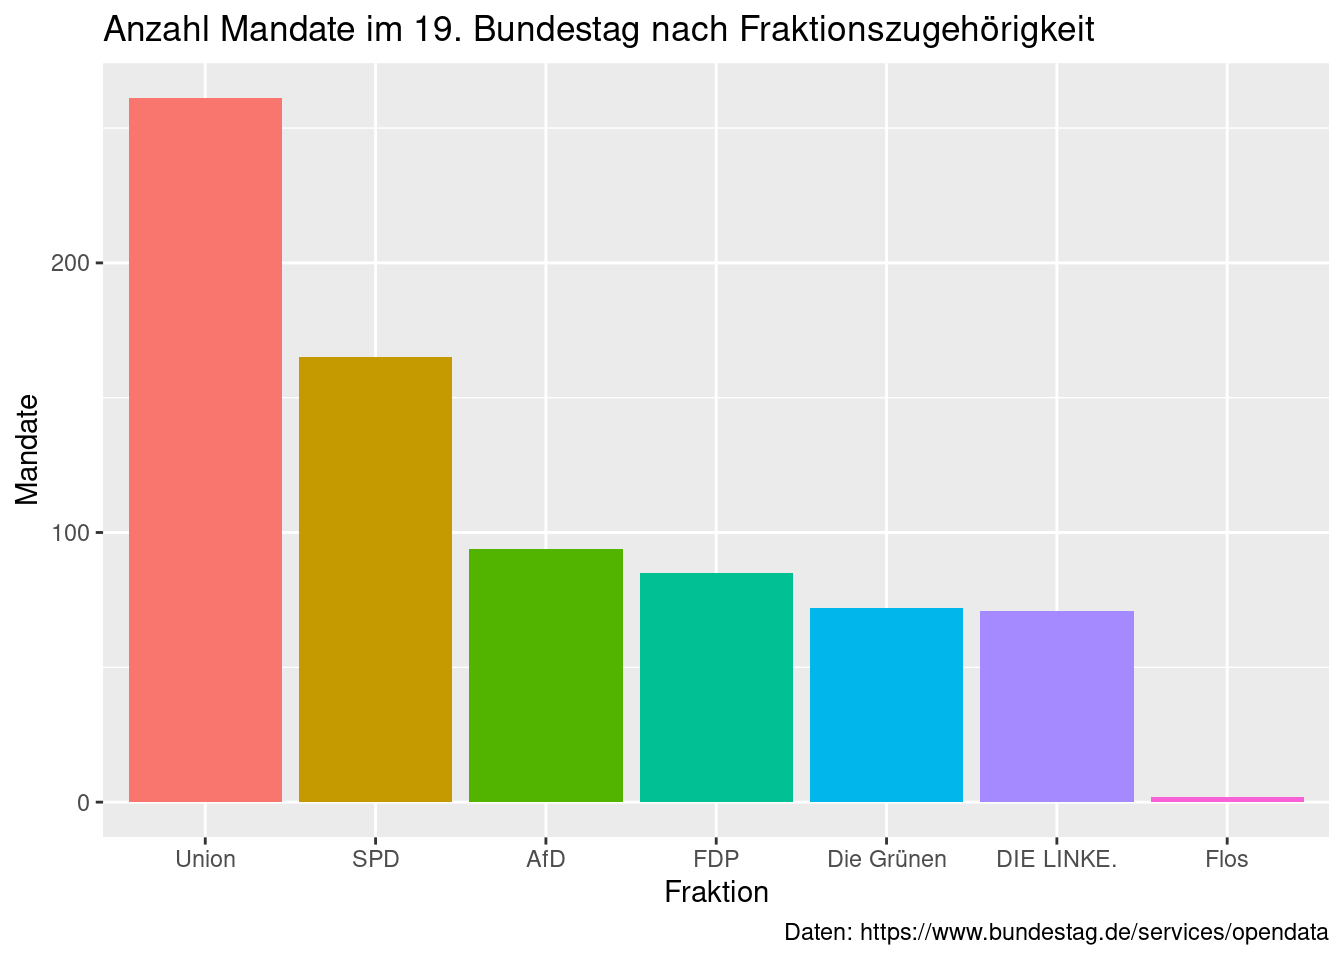 Anzahl Mandate im 19. Bundestag nach Fraktionszugehörigkeit
Mandate
200
100
0
Union SPD AfD FDP Die Grünen DIE LINKE. Flos
Fraktion
Daten: https://www.bundestag.de/services/opendata